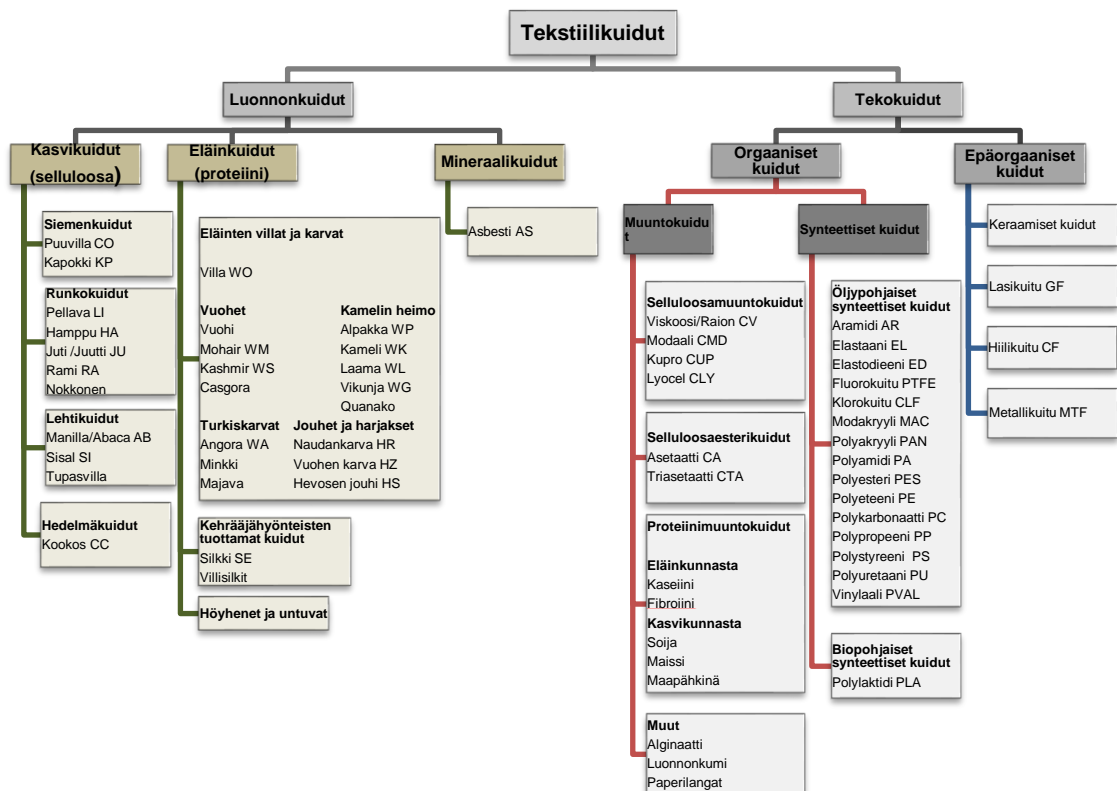 Tekstiilikuidut
Luonnonkuidut
Tekokuidut
Kasvikuidut
(selluloosa)
Eläinkuidut
(proteiini)
Mineraalikuidut
Orgaaniset
kuidut
Epäorgaaniset
kuidut
Siemenkuidut
Puuvilla CO
Kapokki KP
Runkokuidut
Pellava LI
Hamppu HA
Juti /Juutti JU
Rami RA
Nokkonen
Lehtikuidut
Manilla/Abaca AB
Sisal SI
Tupasvilla
Hedelmäkuidut
Kookos CC
Eläinten villat ja karvat
Villa WO
Vuohet
Vuohi
Mohair WM
Kashmir WS
Casgora
Kamelin heimo
Alpakka WP
Kameli WK
Laama WL
Vikunja WG
Quanako
Turkiskarvat
Angora WA
Minkki
Majava
Jouhet ja harjakset
Naudankarva HR
Vuohen karva HZ
Hevosen jouhi HS
Kehrääjähyönteisten
tuottamat kuidut
Silkki SE
Villisilkit
Höyhenet ja untuvat
Asbesti AS
Muuntokuidu
t
Synteettiset kuidut
Selluloosamuuntokuidut
Viskoosi/Raion CV
Modaali CMD
Kupro CUP
Lyocel CLY
Selluloosaesterikuidut
Asetaatti CA
Triasetaatti CTA
Proteiinimuuntokuidut
Eläinkunnasta
Kaseiini
Fibroiini
Kasvikunnasta
Soija
Maissi
Maapähkinä
Muut
Alginaatti
Luonnonkumi
Paperilangat
Öljypohjaiset
synteettiset kuidut
Aramidi AR
Elastaani EL
Elastodieeni ED
Fluorokuitu PTFE
Klorokuitu CLF
Modakryyli MAC
Polyakryyli PAN
Polyamidi PA
Polyesteri PES
Polyeteeni PE
Polykarbonaatti PC
Polypropeeni PP
Polystyreeni PS
Polyuretaani PU
Vinylaali PVAL
Biopohjaiset
synteettiset kuidut
Polylaktidi PLA
Keraamiset kuidut
Lasikuitu GF
Hiilikuitu CF
Metallikuitu MTF